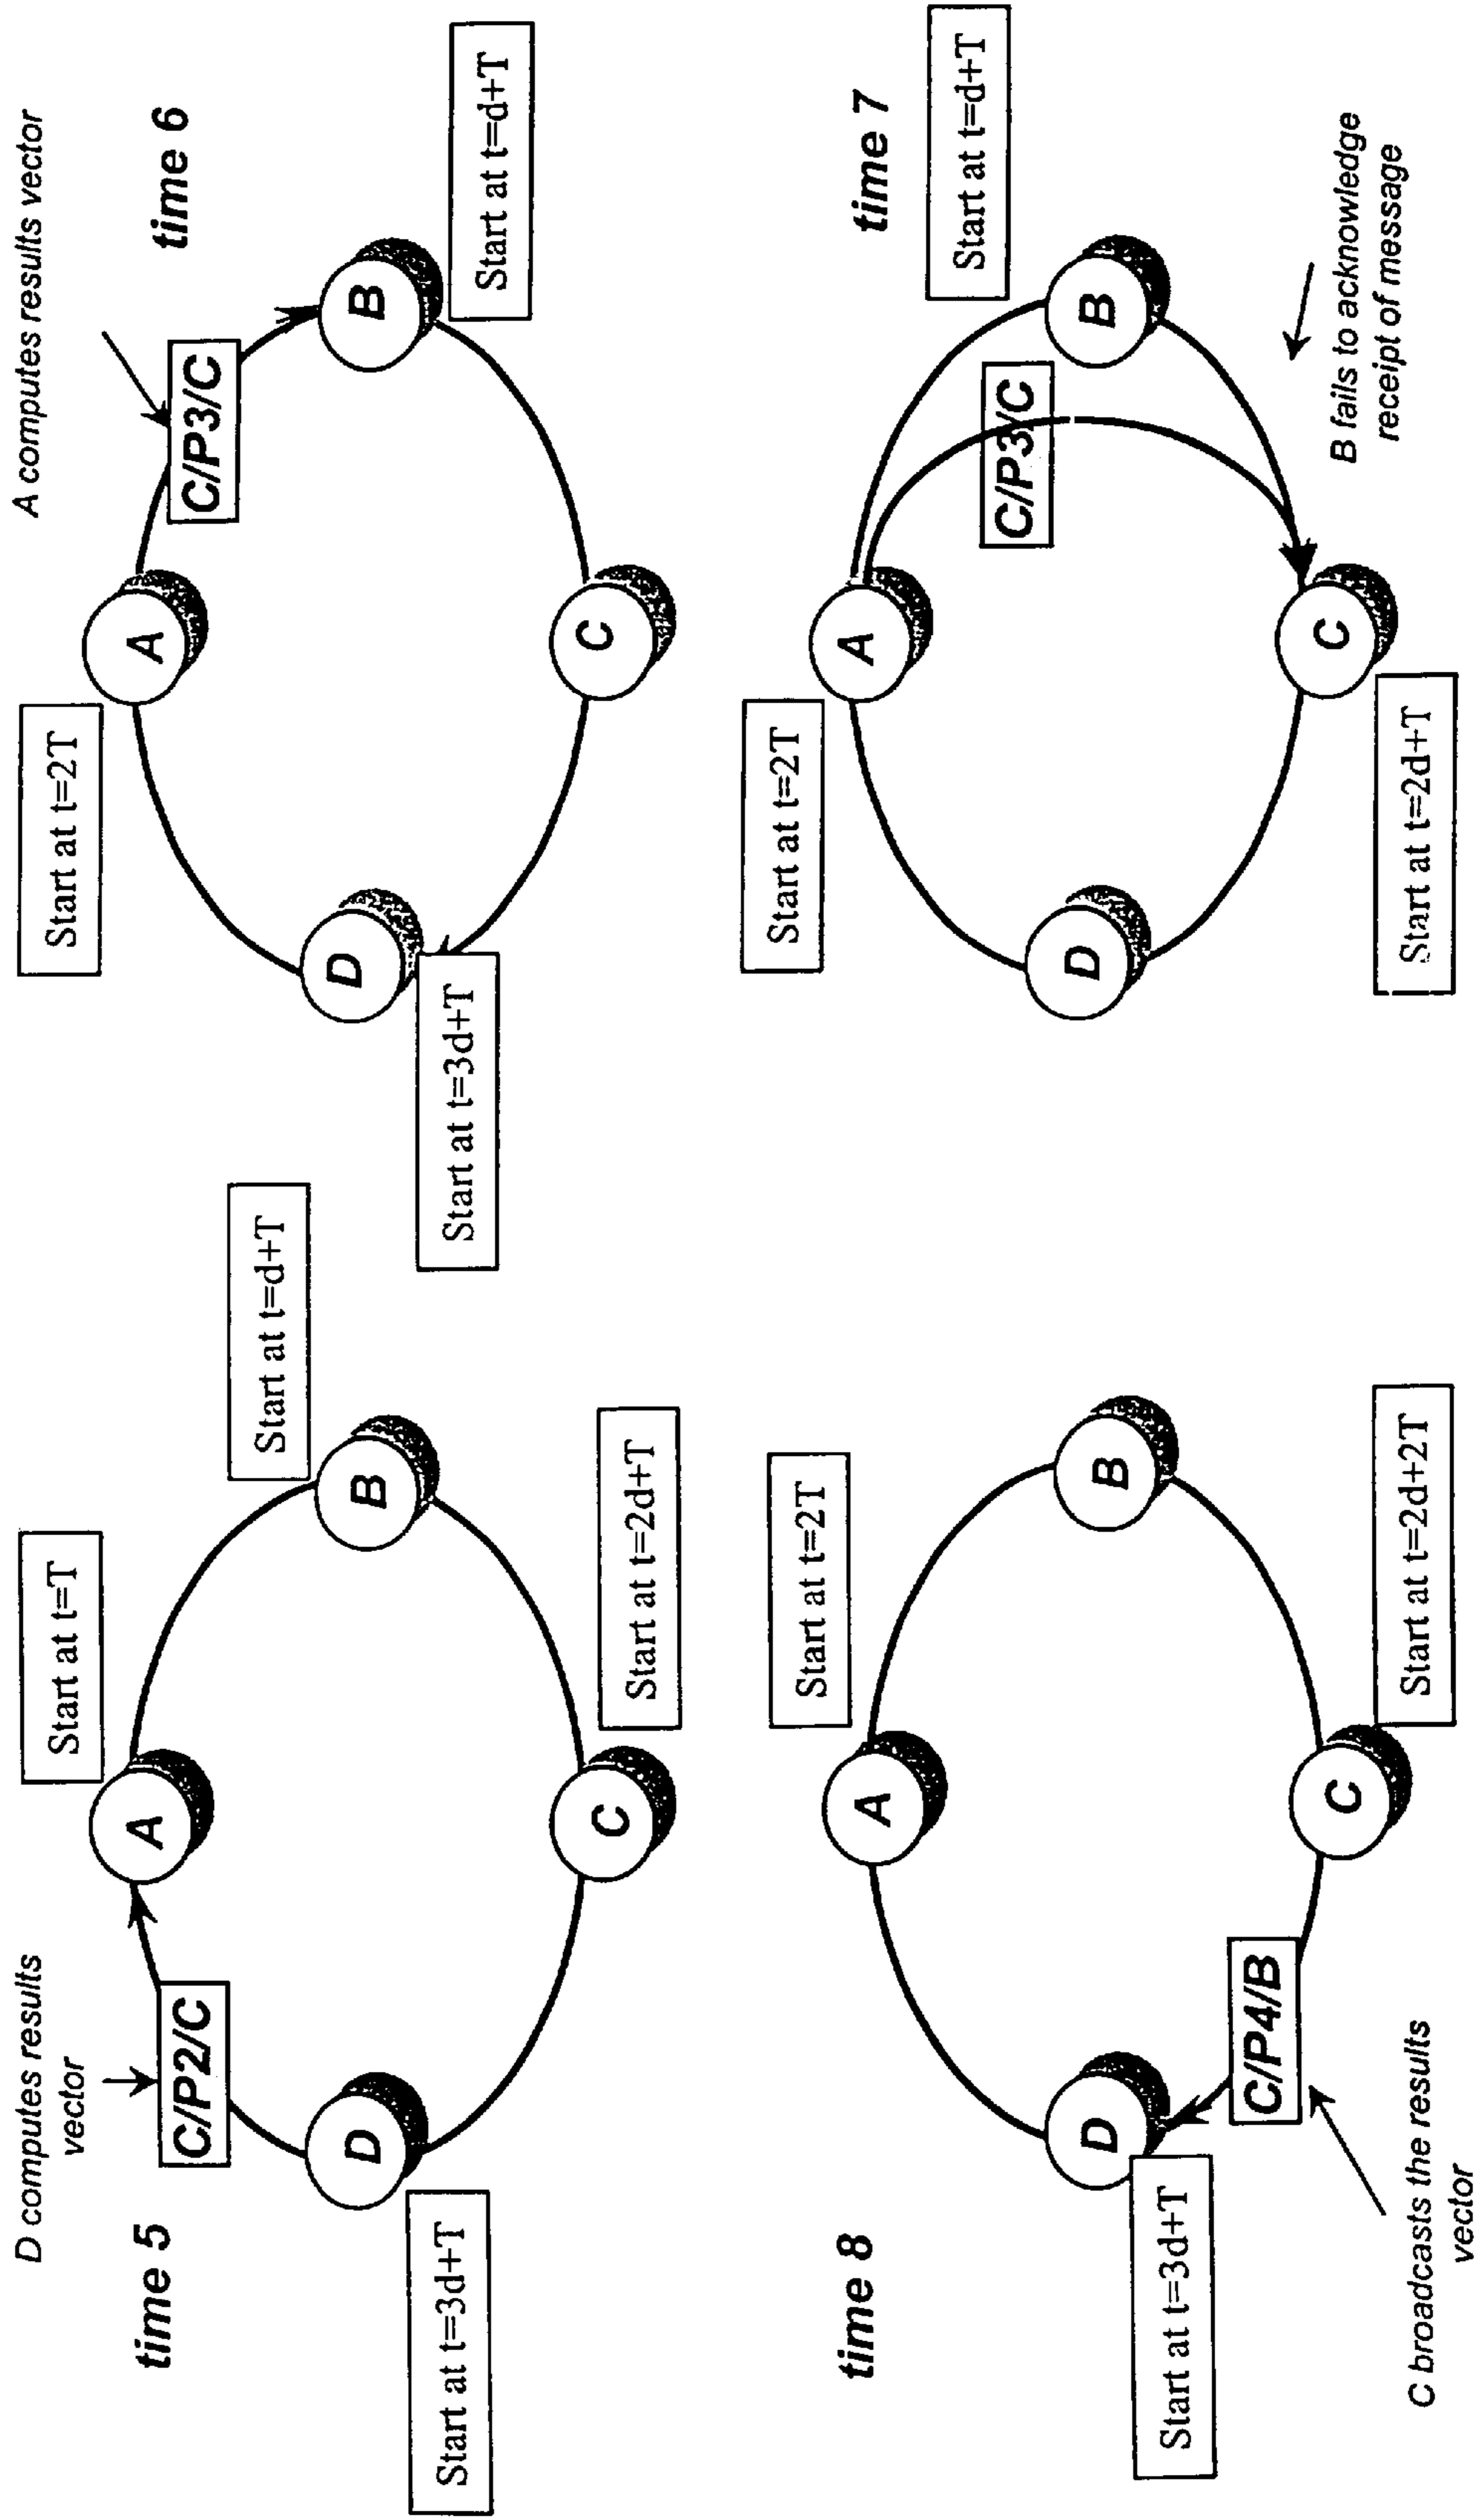 D computes results
vector
time 5
Start at t=T
C/P2/C
A
Start at t=d+T
D
B
Start at t=3d+T
C
Start at t=2d+T
A computes results vector
time 6
Start at t=2T
A
C/P3/C
D
B
Start at t=3d+T
Start at t=d+T
C
time 8
Start at t=2T
A
D
B
Start at t=3d+T
C/P4/B
C
Start at t=2d+2T
C broadcasts the results
vector
time 7
Start at t=2T
A
Start at t=d+T
C/P3/C
D
B
C
Start at t=2d+T
B fails to acknowledge
receipt of message